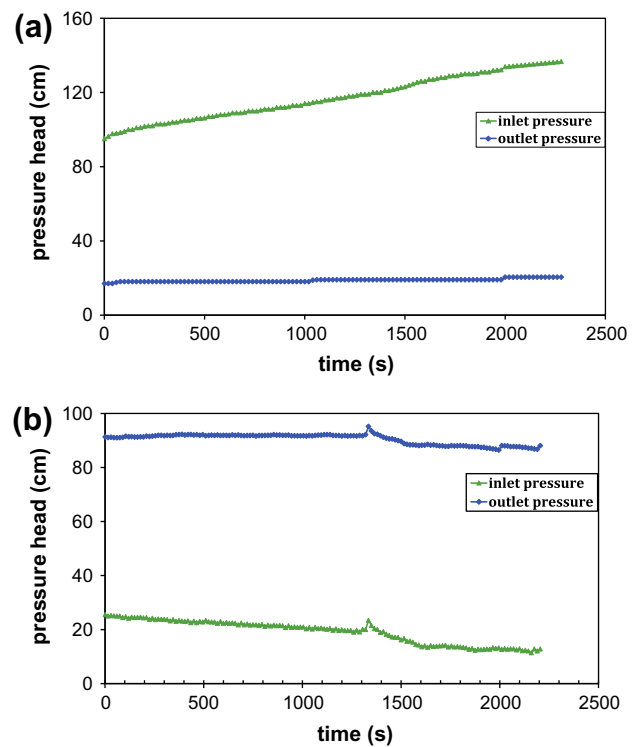 (a)
160
120
80
40
0
pressure head (cm)
inlet pressure
outlet pressure
0 500 1000 1500 2000 2500
time (s)
(b)
100
80
60
40
20
0
pressure head (cm)
inlet pressure
outlet pressure
0 500 1000 1500 2000 2500
time (s)